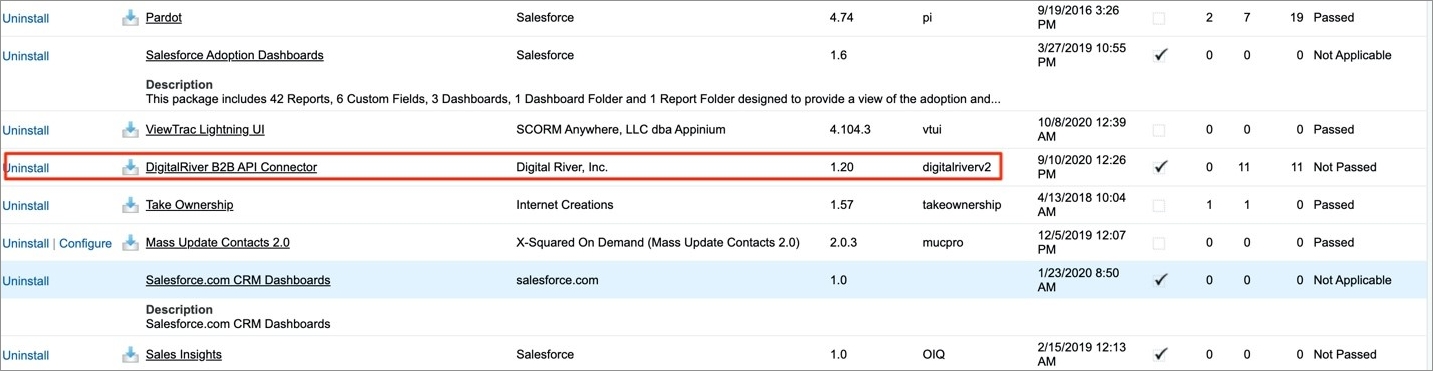 Uninstall Pardot Salesforce 4.74 pi 9/19/2016 3:26 PM 2 7 19 Passed
Uninstall Salesforce Adoption Dashboards Salesforce 1.6 3/27/2019 10:55 PM 0 0 0 Not Applicable
Description
This package includes 42 Reports, 6 Custom Fields, 3 Dashboards, 1 Dashboard Folder and 1 Report Folder designed to provide a view of the adoption and...
Uninstall ViewTrac Lightning UI SCORM Anywhere, LLC dba Appinium 4.104.3 vtui 10/8/2020 12:39 AM 0 0 0 Passed
Uninstall DigitalRiver B2B API Connector Digital River, Inc. 1.20 digitalriverv2 9/10/2020 12:26 PM 0 11 11 Not Passed
Uninstall Take Ownership Internet Creations 1.57 takeownership 4/13/2018 10:04 AM 1 1 0 Passed
Uninstall | Configure Mass Update Contacts 2.0 X-Squared On Demand (Mass Update Contacts 2.0) 2.0.3 mucpro 12/5/2019 12:07 PM 0 0 0 Passed
Uninstall Salesforce.com CRM Dashboards salesforce.com 1.0 1/23/2020 8:50 AM 0 0 0 Not Applicable
Description
Salesforce.com CRM Dashboards
Uninstall Sales Insights Salesforce 1.0 OIQ 2/15/2019 12:13 AM 0 0 0 Not Passed